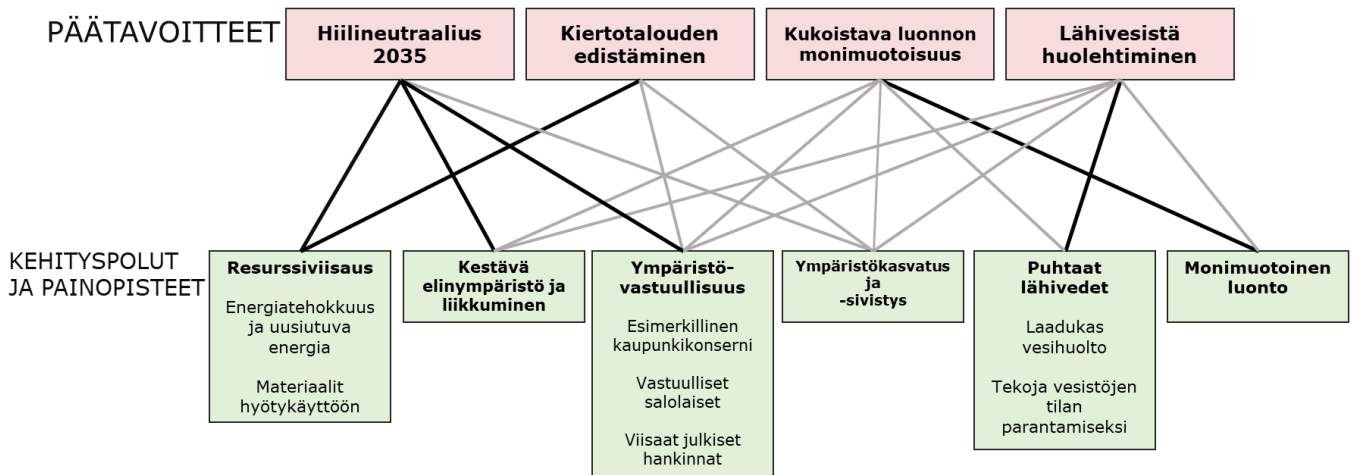 PÄÄTAVOITTEET
Hiilineutraalius
2035
Kiertotalouden
edistäminen
Kukoistava luonnon
monimuotoisuus
Lähivesistä
huolehtiminen
KEHITYSPOLUT
JA PAINOPISTEET
Resurssiviisaus
Energiatehokkuus
ja uusiutuva
energia
Materiaalit
hyötykäyttöön
Kestävä
elinympäristö ja
liikkuminen
Ympäristö-
vastuullisuus
Esimerkillinen
kaupunkikonserni
Vastuulliset
salolaiset
Viisaat julkiset
hankinnat
Ympäristökasvatus
ja
-sivistys
Puhtaat
lähivedet
Laadukas
vesihuolto
Tekoja vesistöjen
tilan
parantamiseksi
Monimuotoinen
luonto